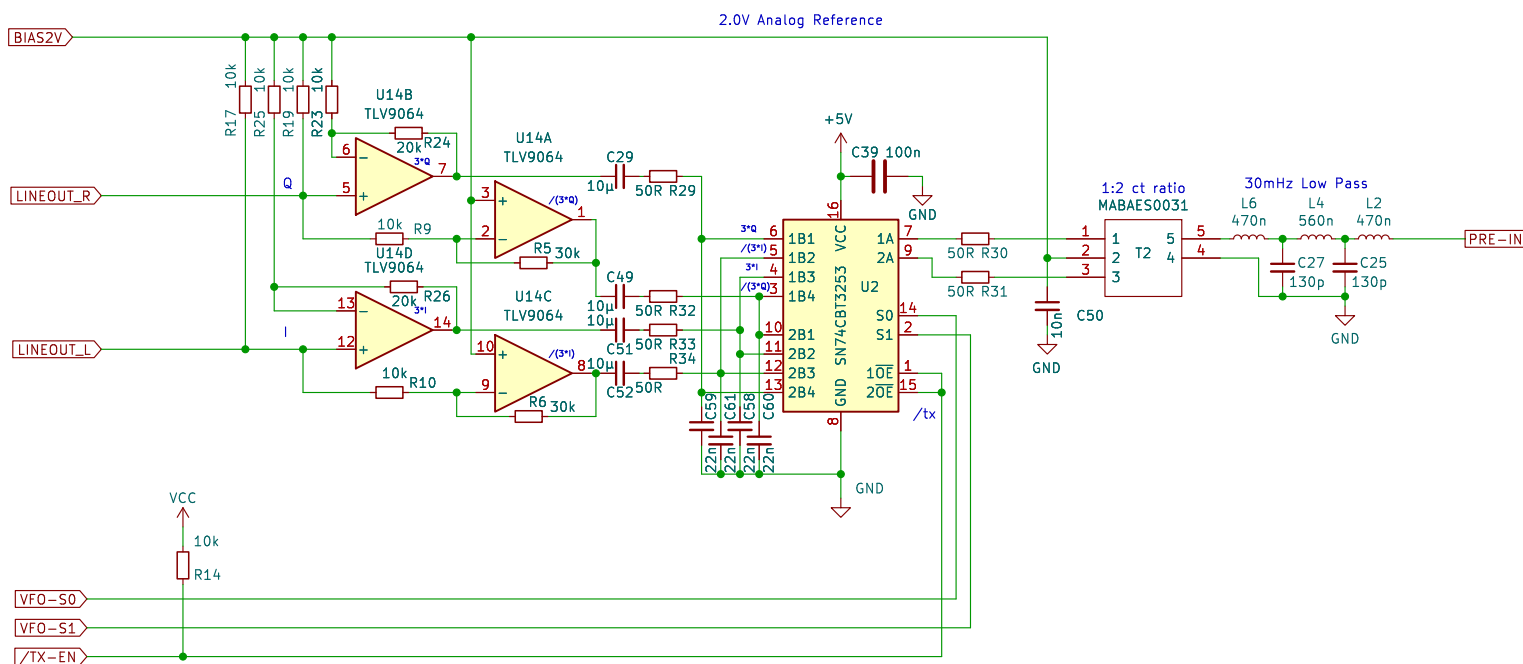 2.0V Analog Reference
BIAS2V
10k
R17
10k
R25
10k
R19
10k
R23
U14B
TLV9064
R24
20k
3*Q
6
5
7
Q
LINEOUT_R
U14A
TLV9064
/(3*Q)
3
2
1
10k
R9
R5
30k
U14D
TLV9064
R26
20k
3*I
13
12
14
I
LINEOUT_L
U14C
TLV9064
/(3*I)
10
9
8
10k
R10
R6
30k
C29
10µ
50R R29
C49
10µ
50R R32
10µ
C51
50R R33
10µ
C52
50R
R34
C59
22n
C61
22n
C58
22n
C60
22n
+5V
C39 100n
GND
16
VCC
3*Q
6 1B1
/(3*I)
5 1B2
3*I
4 1B3
/(3*Q)
3 1B4
10 2B1
11 2B2
12 2B3
13 2B4
SN74CBT3253
U2
1A 7
2A 9
S0 14
S1 2
1OE 1
2OE 15
/tx
GND
8
GND
50R R30
50R R31
C50
10n
GND
1:2 ct ratio
MABAES0031
1 1
2 2
3 3
T2
5 5
4 4
30mHz Low Pass
L6
470n
L4
560n
L2
470n
C27
130p
C25
130p
GND
PRE-IN
VCC
10k
R14
VFO-S0
VFO-S1
/TX-EN